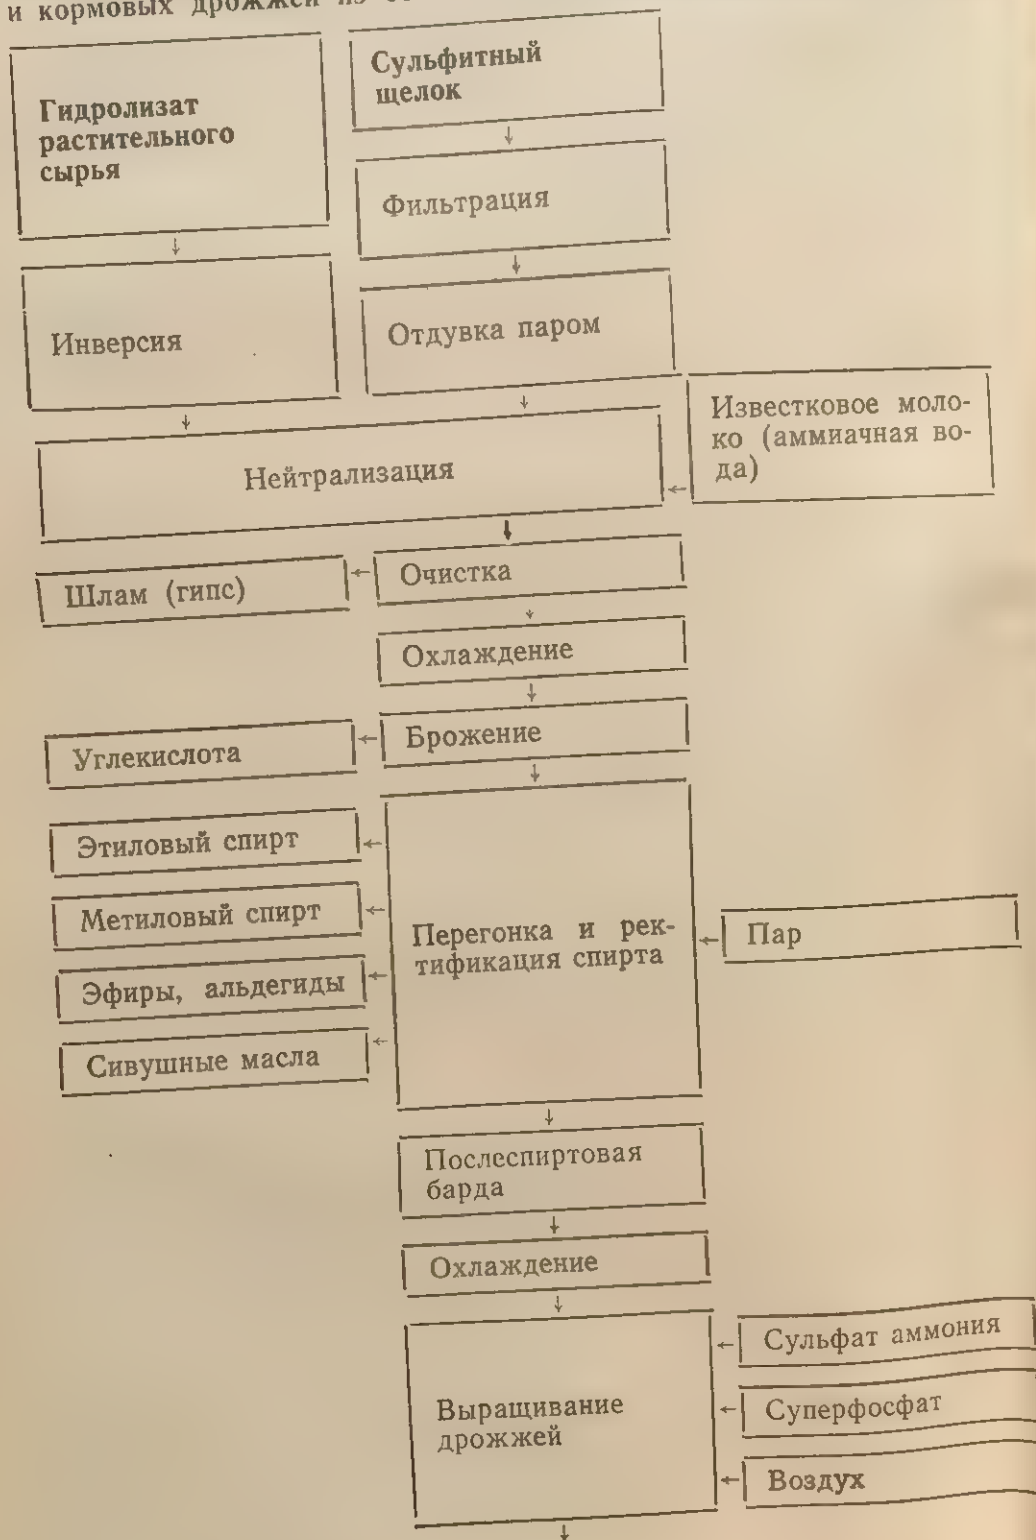 и кормовых дрожжей из
Гидролизат
растительного
сырья
Сульфитный
щелок
Фильтрация
Инверсия
Отдувка паром
Известковое моло-
ко (аммиачная во-
да)
Нейтрализация
Шлам (гипс)
Очистка
Охлаждение
Углекислота
Брожение
Этиловый спирт
Метиловый спирт
Эфиры, альдегиды
Сивушные масла
Перегонка и рек-
тификация спирта
Пар
Послеспиртовая
барда
Охлаждение
Выращивание
дрожжей
Сульфат аммония
Суперфосфат
Воздух